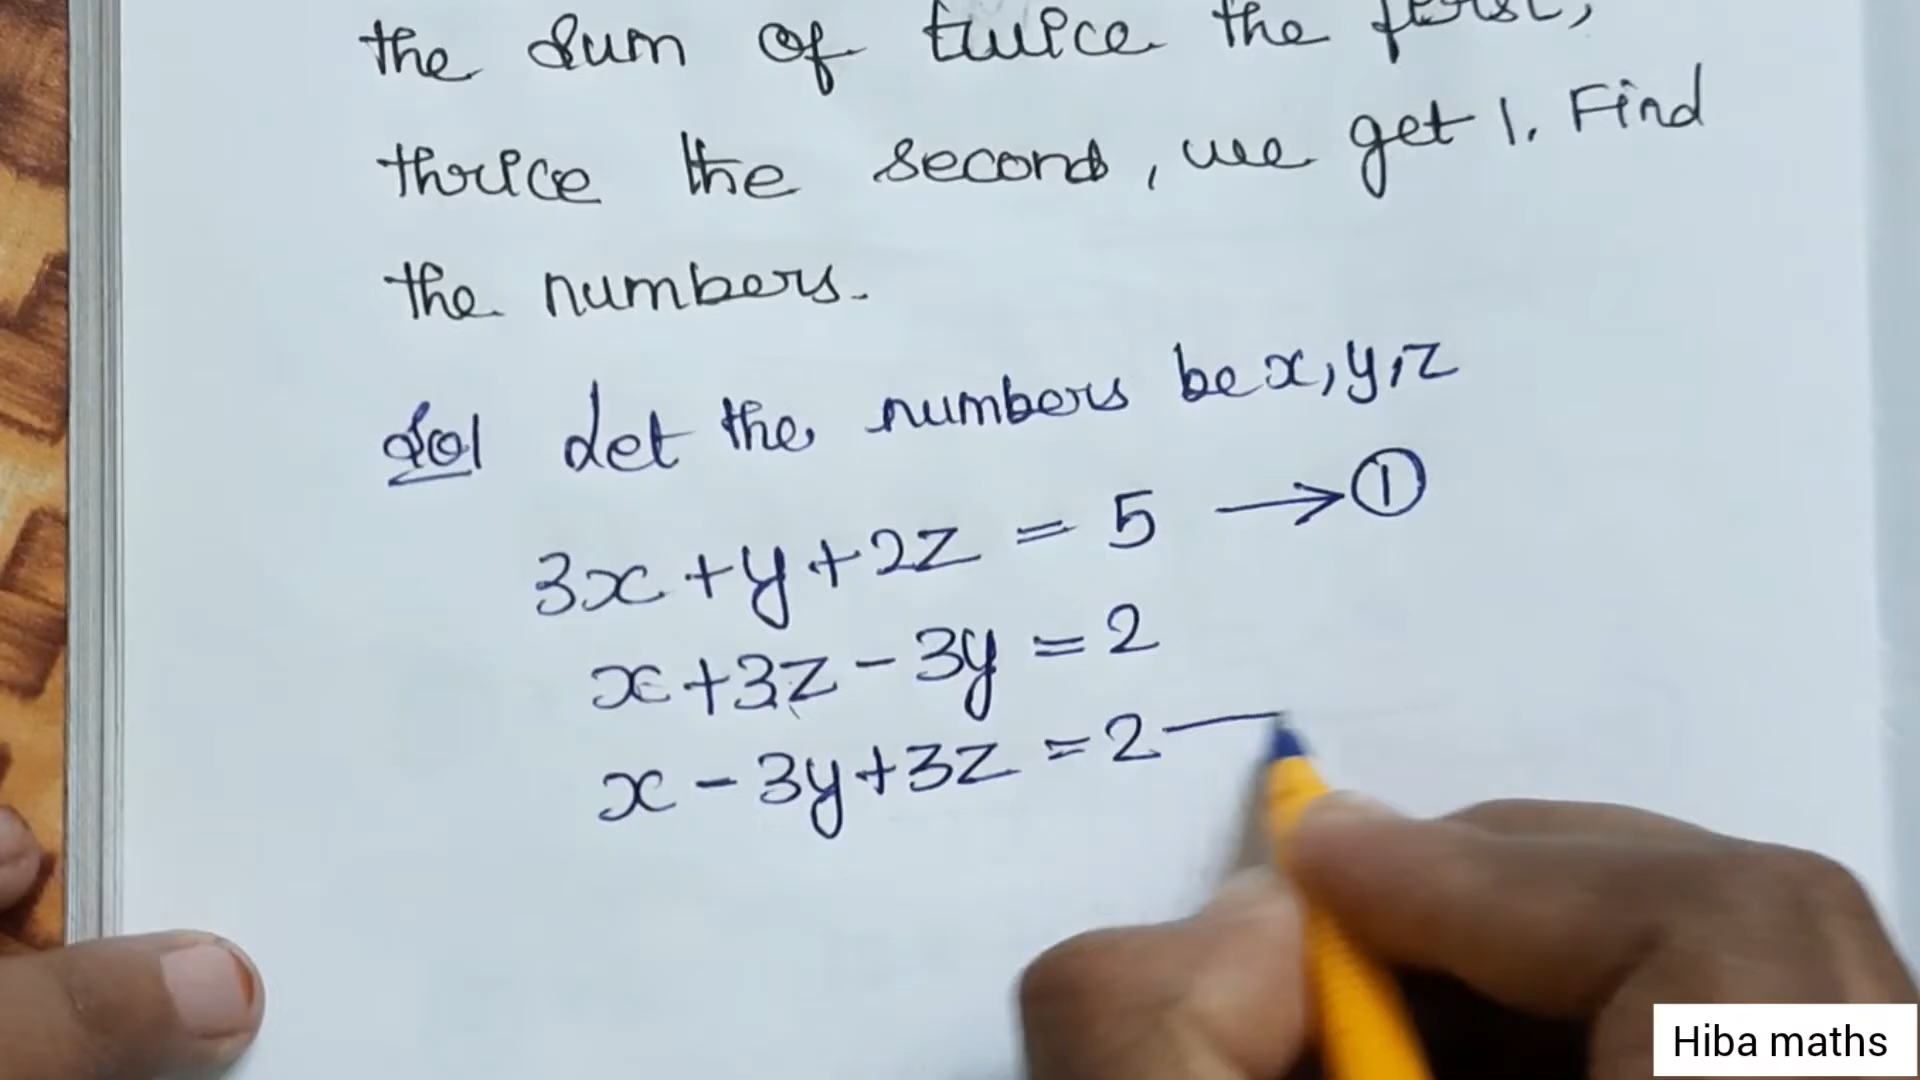 the sum of twice the first,
thrice the second, we get 1. Find
the numbers.
Sol Let the numbers be x, y, z
3x + y + 2z = 5 → ①
x + 3z - 3y = 2
x - 3y + 3z = 2
Hiba maths